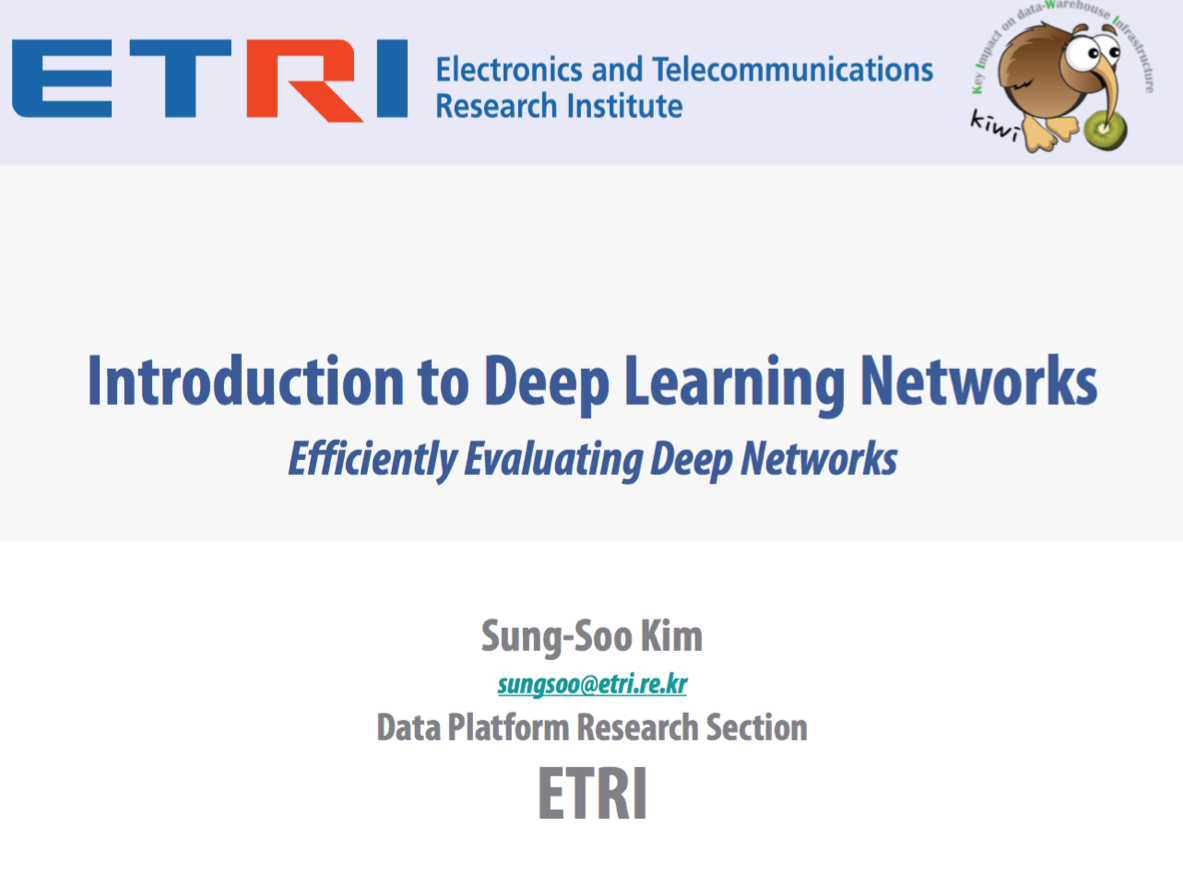 ETRI
Electronics and Telecommunications
Research Institute
Key Impact on data-Warehouse Infrastructure
kiwi
Introduction to Deep Learning Networks
Efficiently Evaluating Deep Networks
Sung-Soo Kim
sungsoo@etri.re.kr
Data Platform Research Section
ETRI